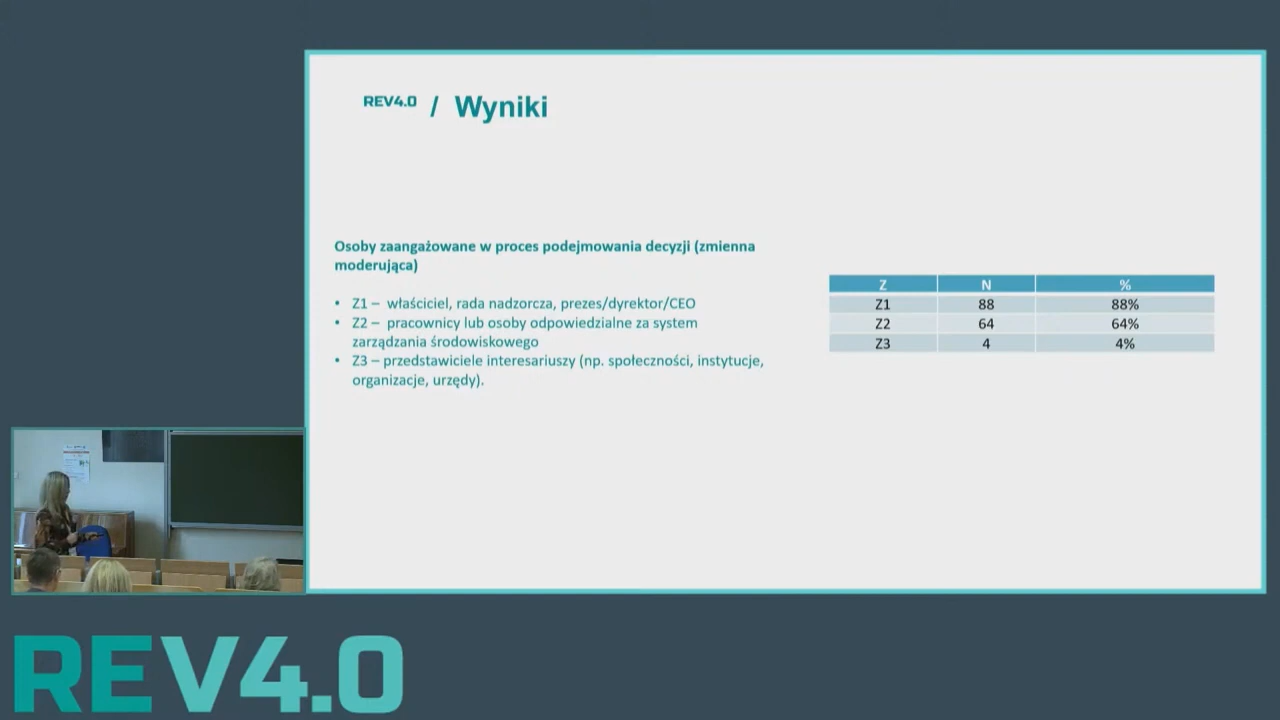 REV4.0 / Wyniki
Osoby zaangażowane w proces podejmowania decyzji (zmienna
moderująca)
• Z1 – właściciel, rada nadzorcza, prezes/dyrektor/CEO
• Z2 – pracownicy lub osoby odpowiedzialne za system
zarządzania środowiskowego
• Z3 – przedstawiciele interesariuszy (np. społeczności, instytucje,
organizacje, urzędy).
Z N %
Z1 88 88%
Z2 64 64%
Z3 4 4%
REV4.0